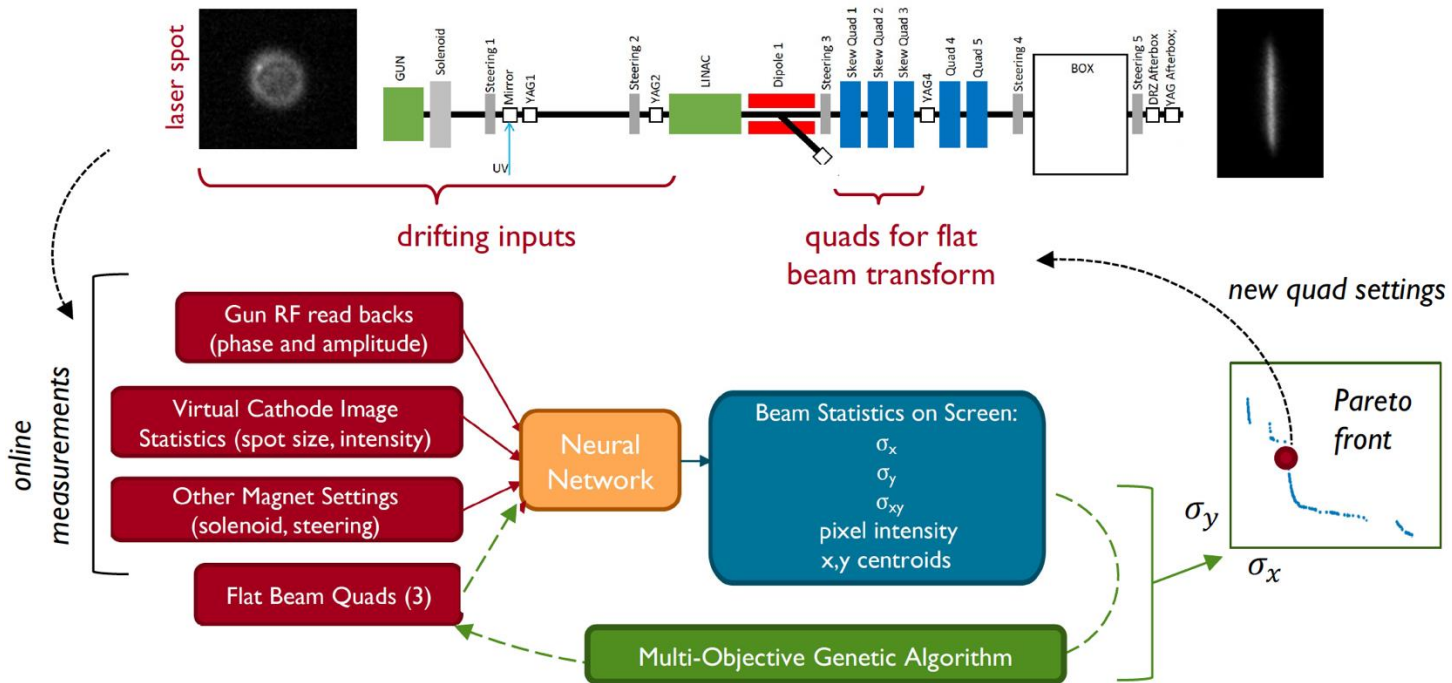 laser spot
GUN
Solenoid
Steering 1
Mirror
YAG1
Steering 2
YAG2
LINAC
Dipole 1
Steering 3
Skew Quad 1
Skew Quad 2
Skew Quad 3
YAG4
Quad 4
Quad 5
Steering 4
BOX
Steering 5
DRZ Afterbox
YAG Afterbox;
UV
drifting inputs
quads for flat
beam transform
new quad settings
online
measurements
Gun RF read backs
(phase and amplitude)
Virtual Cathode Image
Statistics (spot size, intensity)
Other Magnet Settings
(solenoid, steering)
Flat Beam Quads (3)
Neural
Network
Beam Statistics on Screen:
σx
σy
σxy
pixel intensity
x,y centroids
Multi-Objective Genetic Algorithm
Pareto
front
σy
σx